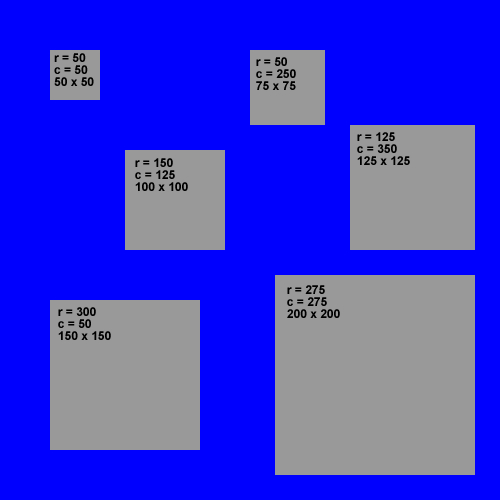 r = 50
c = 50
50 x 50
r = 50
c = 250
75 x 75
r = 125
c = 350
125 x 125
r = 150
c = 125
100 x 100
r = 275
c = 275
200 x 200
r = 300
c = 50
150 x 150